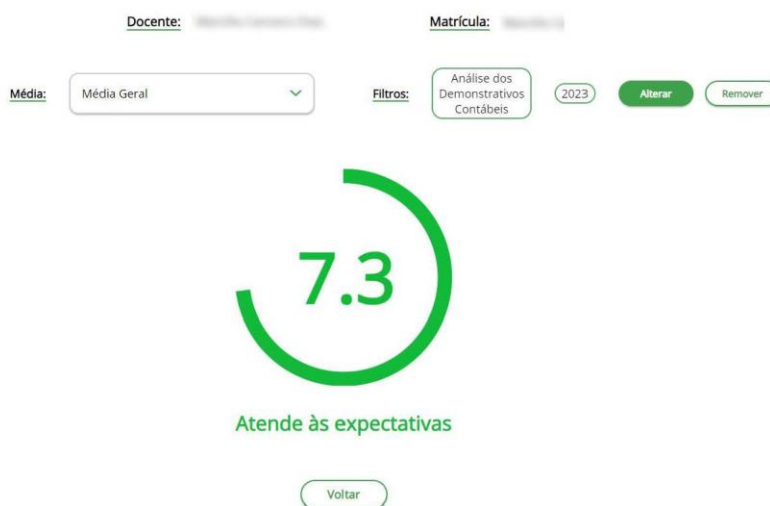 Docente:
Matrícula:
Média:
Média Geral
Filtros:
Análise dos
Demonstrativos
Contábeis
2023
Alterar
Remover
7.3
Atende às expectativas
Voltar